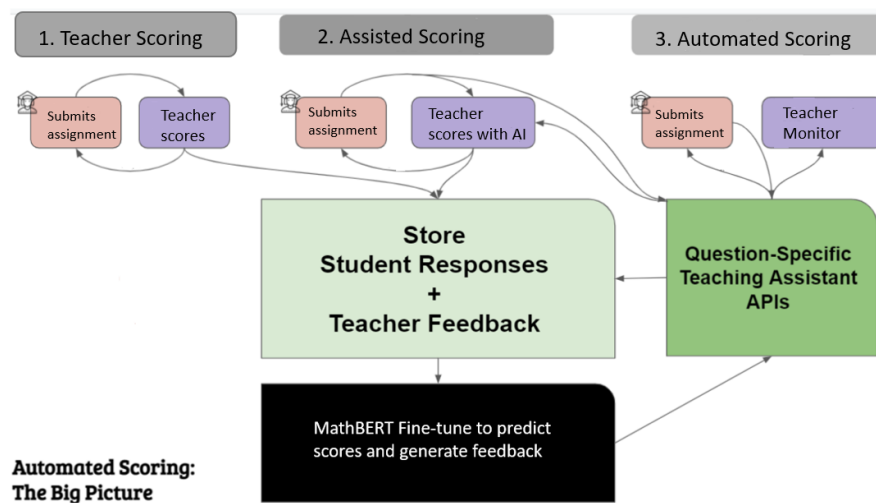 1. Teacher Scoring
2. Assisted Scoring
3. Automated Scoring
Submits
assignment
Teacher
scores
Submits
assignment
Teacher
scores with AI
Submits
assignment
Teacher
Monitor
Store
Student Responses
+
Teacher Feedback
Question-Specific
Teaching Assistant
APIs
MathBERT Fine-tune to predict
scores and generate feedback
Automated Scoring:
The Big Picture